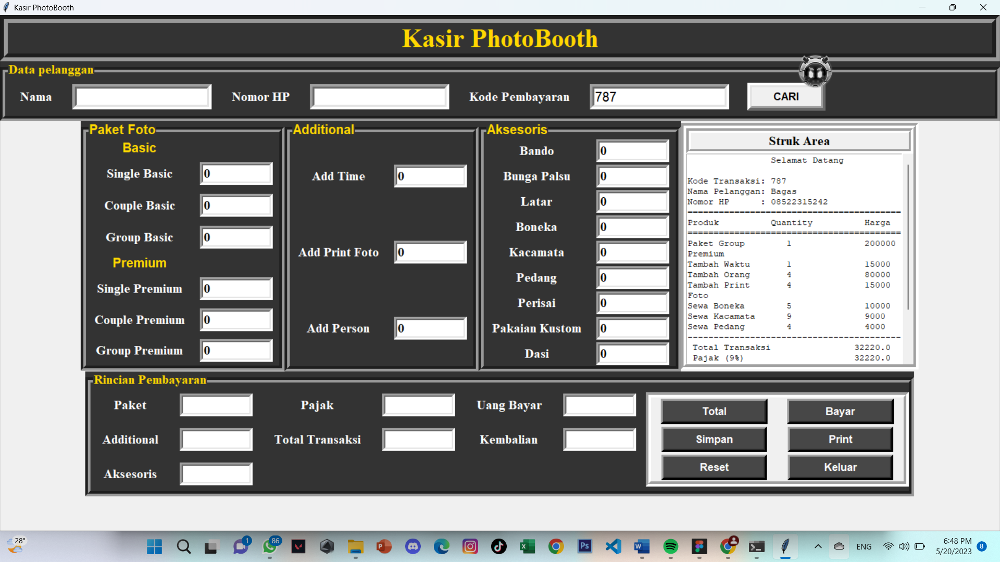 Kasir PhotoBooth
Kasir PhotoBooth
Data pelanggan
Nama
Nomor HP
Kode Pembayaran
787
CARI
Paket Foto
Basic
Single Basic 0
Couple Basic 0
Group Basic 0
Premium
Single Premium 0
Couple Premium 0
Group Premium 0
Additional
Add Time 0
Add Print Foto 0
Add Person 0
Aksesoris
Bando 0
Bunga Palsu 0
Latar 0
Boneka 0
Kacamata 0
Pedang 0
Perisai 0
Pakaian Kustom 0
Dasi 0
Struk Area
Selamat Datang
Kode Transaksi: 787
Nama Pelanggan: Bagas
Nomor HP : 08522315242
=========================================
Produk Quantity Harga
=========================================
Paket Group 1 200000
Premium
Tambah Waktu 1 15000
Tambah Orang 4 80000
Tambah Print 4 15000
Foto
Sewa Boneka 5 10000
Sewa Kacamata 9 9000
Sewa Pedang 4 4000
-----------------------------------------
Total Transaksi 32220.0
Pajak (9%) 32220.0
Rincian Pembayaran
Paket
Pajak
Uang Bayar
Additional
Total Transaksi
Kembalian
Aksesoris
Total
Bayar
Simpan
Print
Reset
Keluar
28°
1
86
P
Ps
W
ENG
6:48 PM
5/20/2023
8